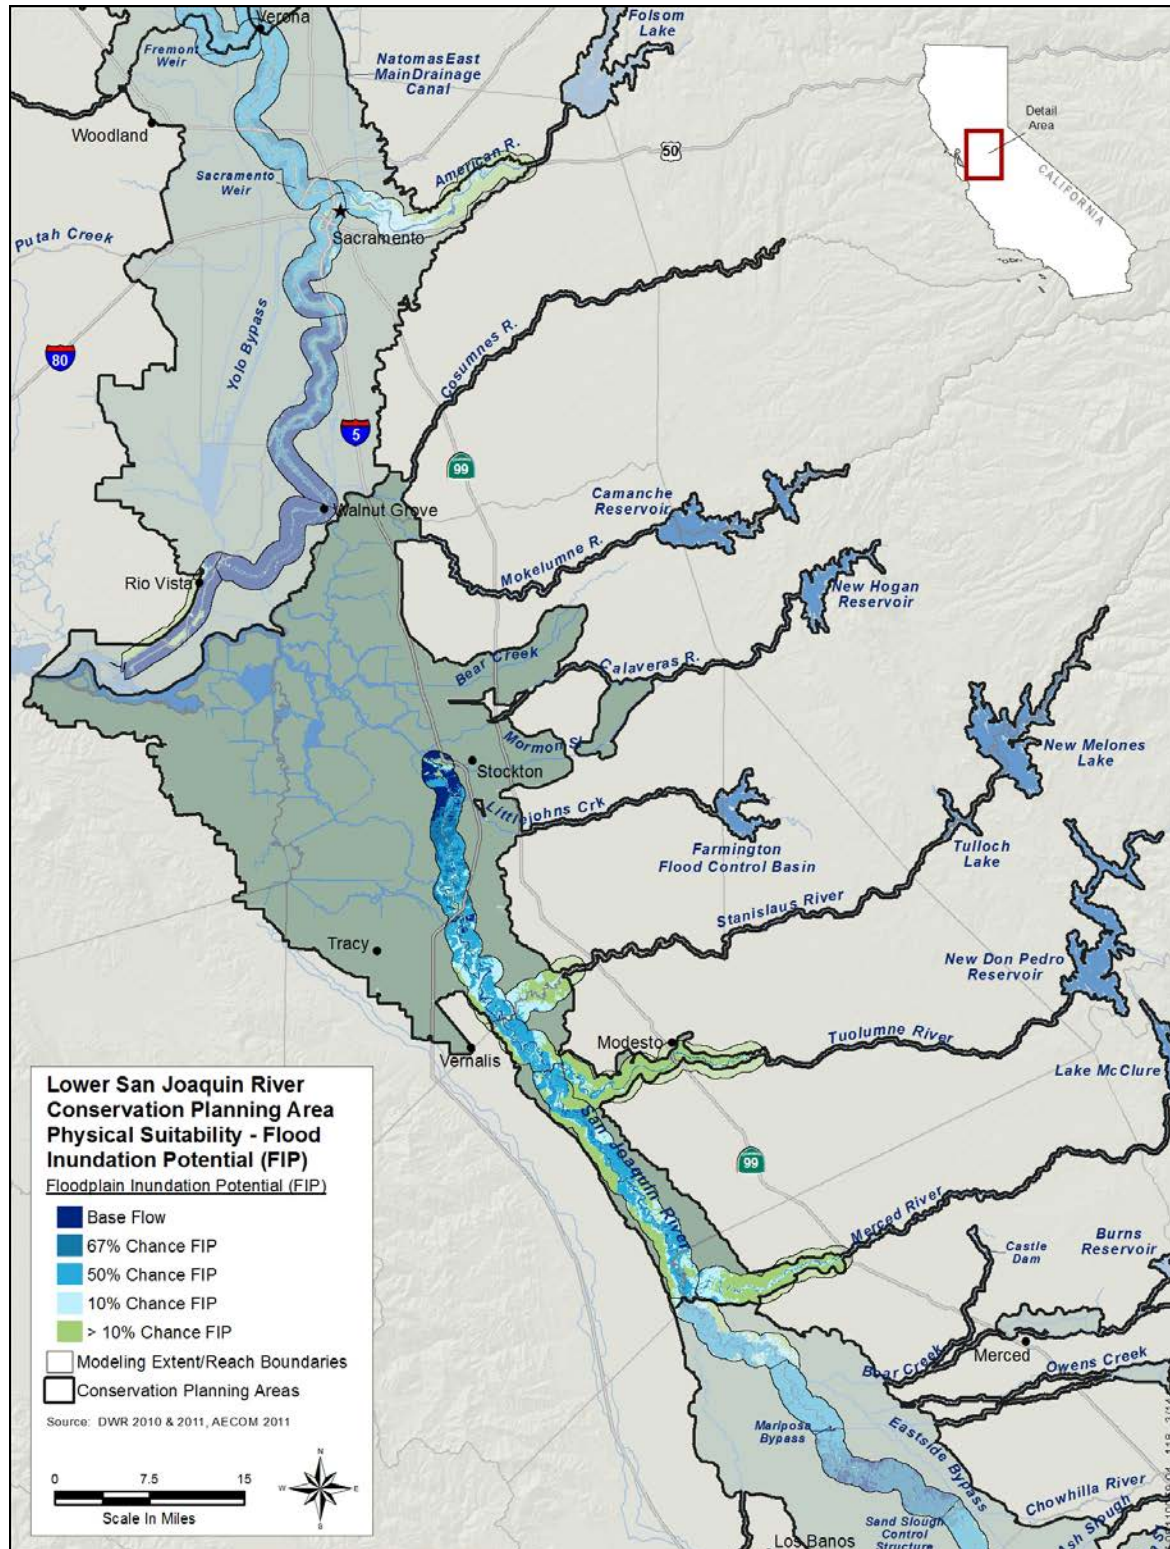 Verona
Folsom
Lake
Fremont
Weir
Natomas East
Main Drainage
Canal
Woodland
Detail
Area
50
American R.
Sacramento
Weir
CALIFORNIA
Putah Creek
Sacramento
Yolo Bypass
80
Cosumnes R.
5
99
Camanche
Reservoir
Walnut Grove
Mokelumne R.
Rio Vista
New Hogan
Reservoir
Bear Creek
Calaveras R.
Mormon Sl.
New Melones
Lake
Stockton
Littlejohns Crk
Farmington
Flood Control Basin
Tulloch
Lake
Stanislaus River
Tracy
New Don Pedro
Reservoir
Modesto
Tuolumne River
Vernalis
Lake McClure
San Joaquin River
99
Merced River
Castle
Dam
Burns
Reservoir
Bear Creek
Merced
Owens Creek
Mariposa
Bypass
Eastside Bypass
Chowhilla River
Ash Slough
Sand Slough
Control
Structure
Los Banos
Lower San Joaquin River
Conservation Planning Area
Physical Suitability - Flood
Inundation Potential (FIP)
Floodplain Inundation Potential (FIP)
Base Flow
67% Chance FIP
50% Chance FIP
10% Chance FIP
> 10% Chance FIP
Modeling Extent/Reach Boundaries
Conservation Planning Areas
Source: DWR 2010 & 2011, AECOM 2011
0 7.5 15
Scale In Miles
N
W E
S